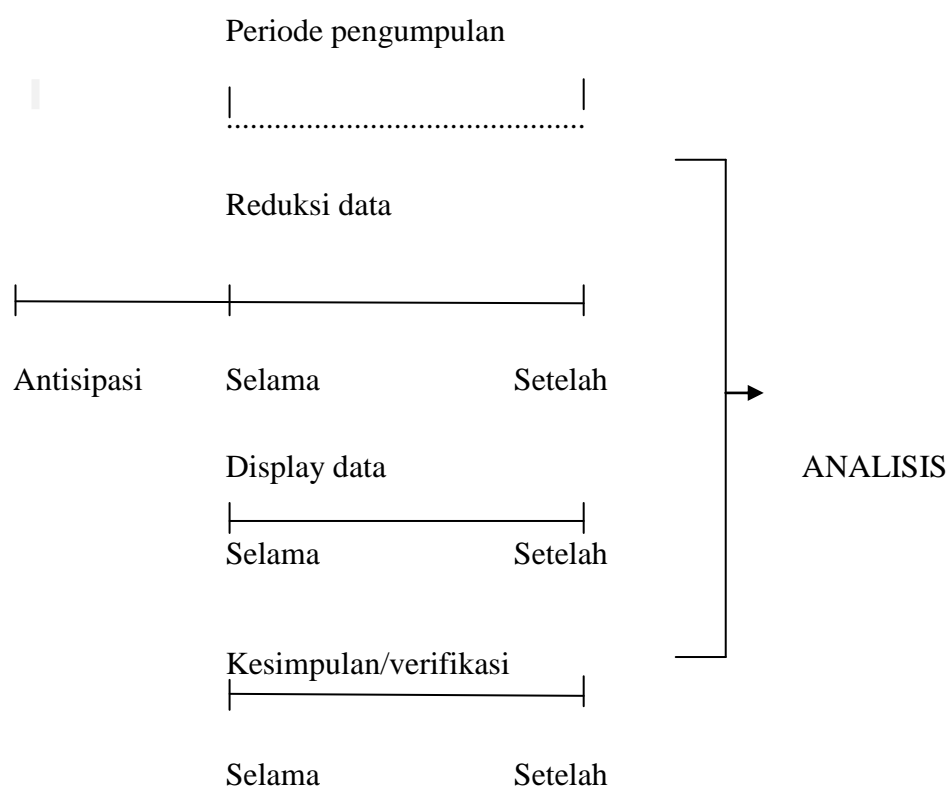 Periode pengumpulan
Reduksi data
Antisipasi Selama Setelah
Display data ANALISIS
Selama Setelah
Kesimpulan/verifikasi
Selama Setelah